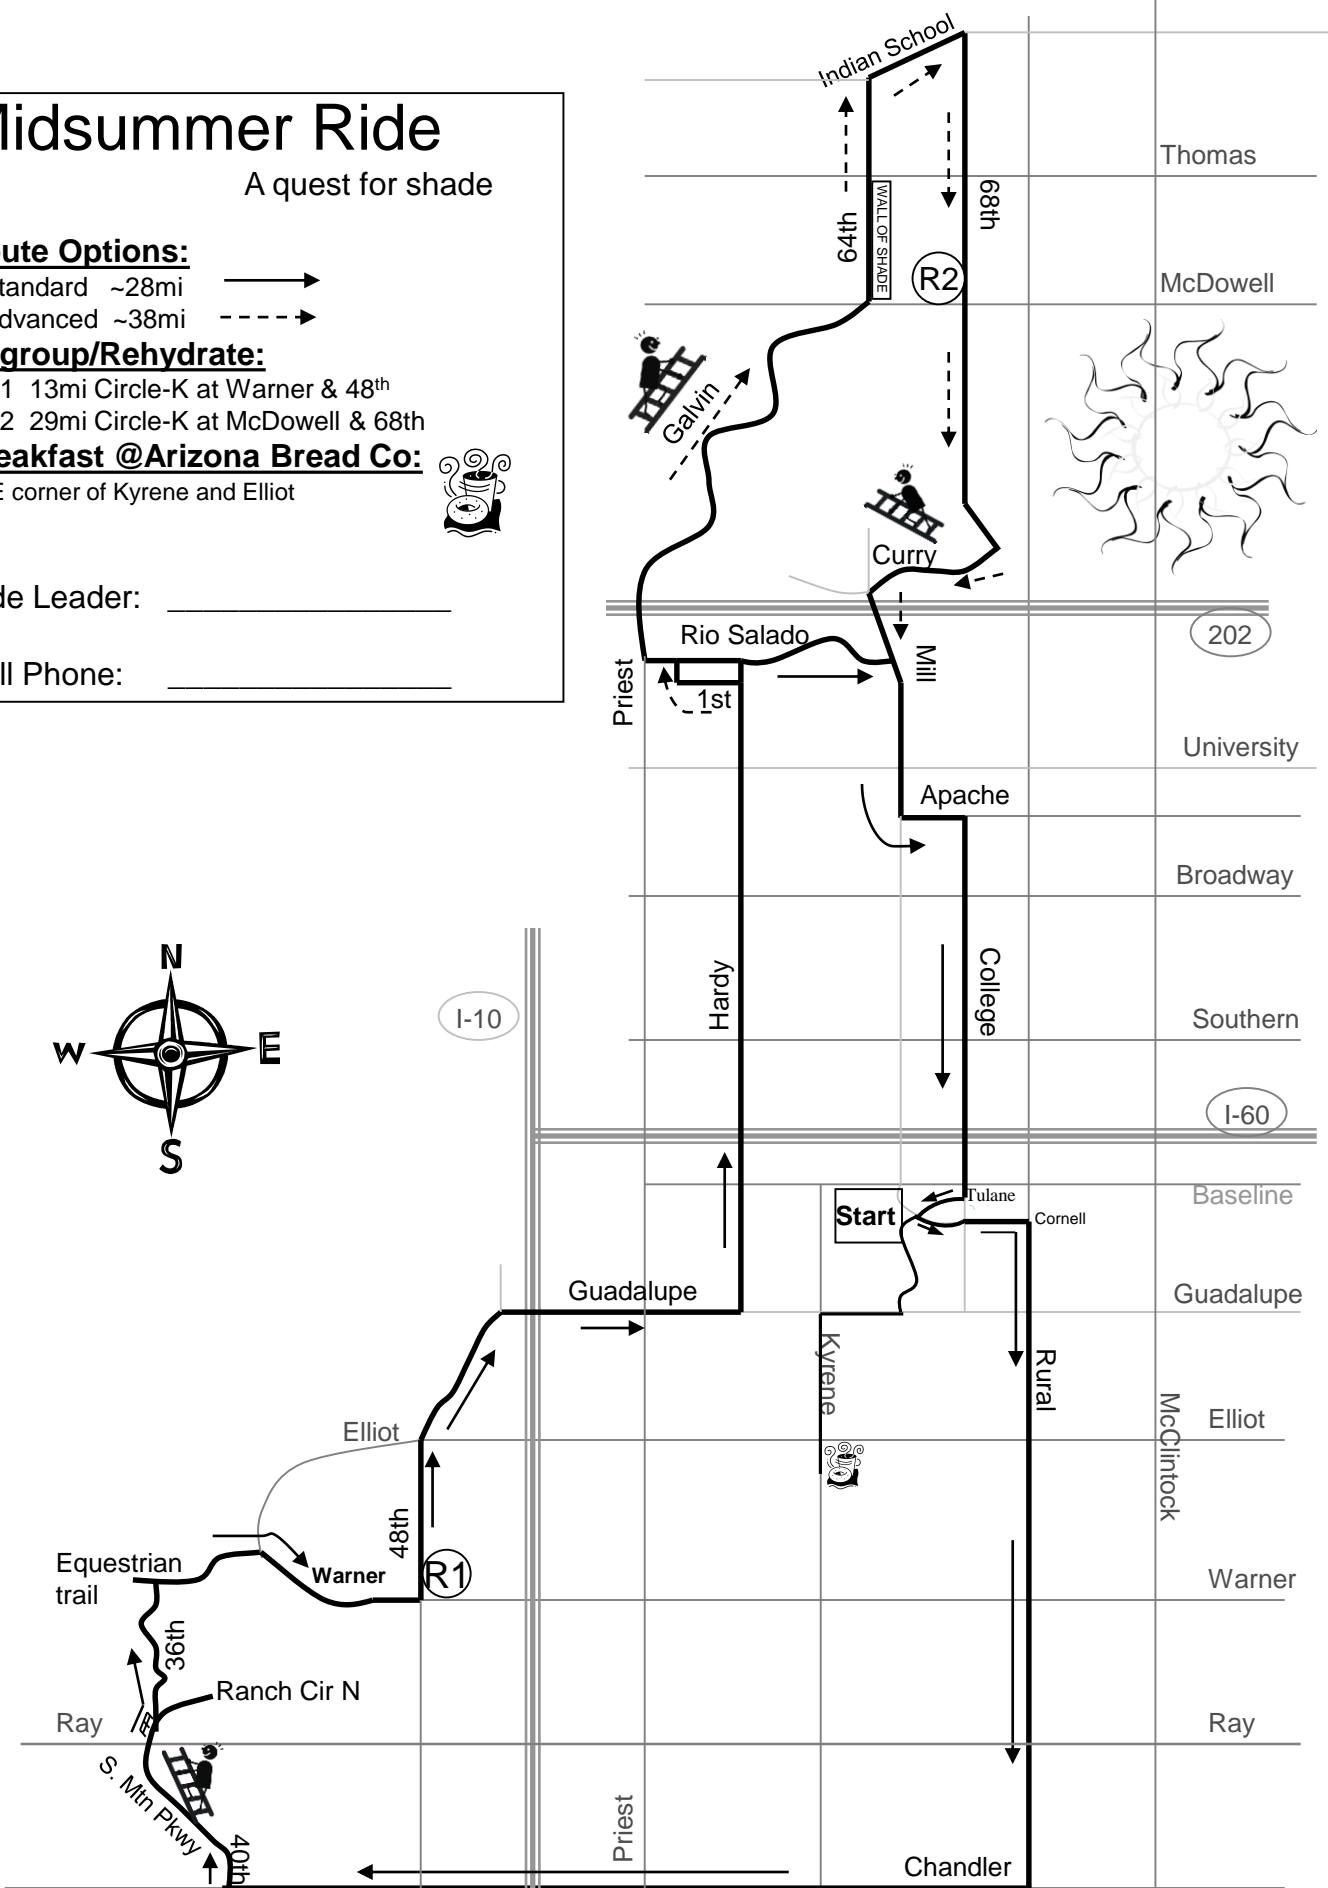 Midsummer Ride
A quest for shade
ute Options:
tandard ~28mi
dvanced ~38mi
group/Rehydrate:
1 13mi Circle-K at Warner & 48th
2 29mi Circle-K at McDowell & 68th
eakfast @Arizona Bread Co:
E corner of Kyrene and Elliot
de Leader: ____________________
ll Phone: ____________________
Indian School
Thomas
64th
WALL OF SHADE
68th
R2
McDowell
Galvin
Curry
202
Rio Salado
Mill
Priest
1st
University
Apache
Broadway
N
W
E
S
I-10
Hardy
College
Southern
I-60
Baseline
Tulane
Start
Cornell
Guadalupe
Guadalupe
Kyrene
Rural
McClintock
Elliot
Elliot
48th
Equestrian
trail
Warner
R1
Warner
36th
Ranch Cir N
Ray
Ray
S. Mtn Pkwy
40th
Priest
Chandler